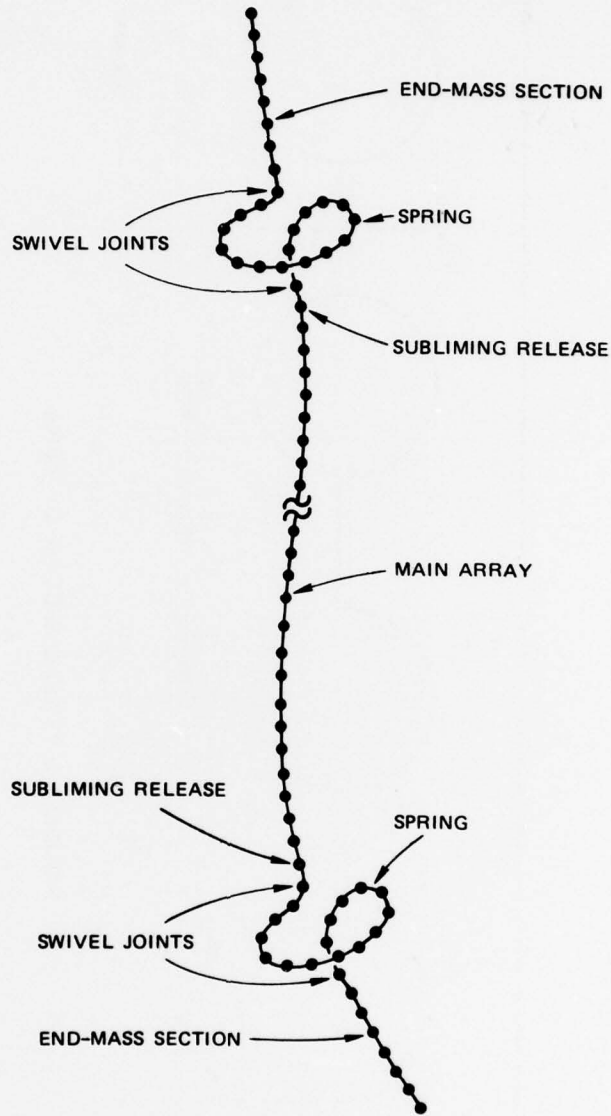 END-MASS SECTION
SPRING
SWIVEL JOINTS
SUBLIMING RELEASE
MAIN ARRAY
SUBLIMING RELEASE
SPRING
SWIVEL JOINTS
END-MASS SECTION